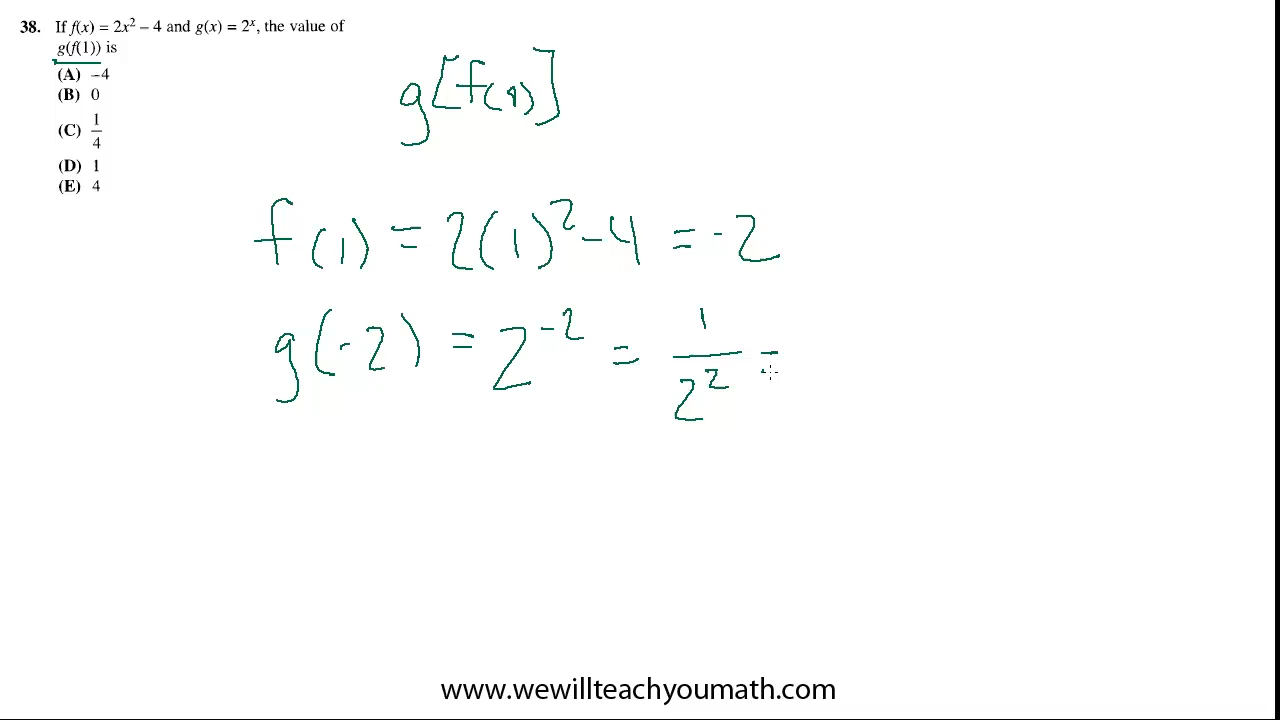 38. If f(x) = 2x² – 4 and g(x) = 2ˣ, the value of
g(f(1)) is
(A) –4
(B) 0
(C) 1/4
(D) 1
(E) 4
g[f(1)]
f(1) = 2(1)² - 4 = -2
g(-2) = 2⁻² = 1/2² =
www.wewillteachyoumath.com